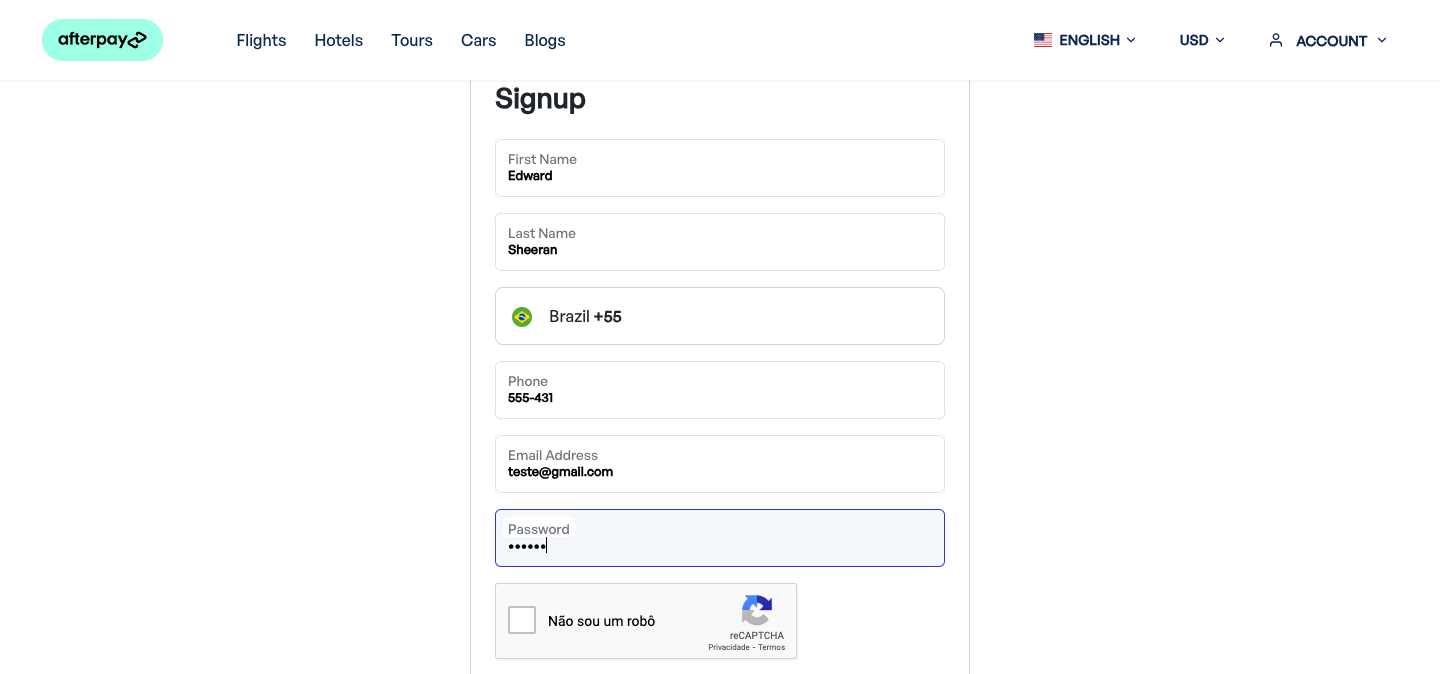 afterpay
Flights Hotels Tours Cars Blogs ENGLISH USD ACCOUNT
Signup
First Name
Edward
Last Name
Sheeran
Brazil +55
Phone
555-431
Email Address
teste@gmail.com
Password
••••••
Não sou um robô
reCAPTCHA
Privacidade - Termos